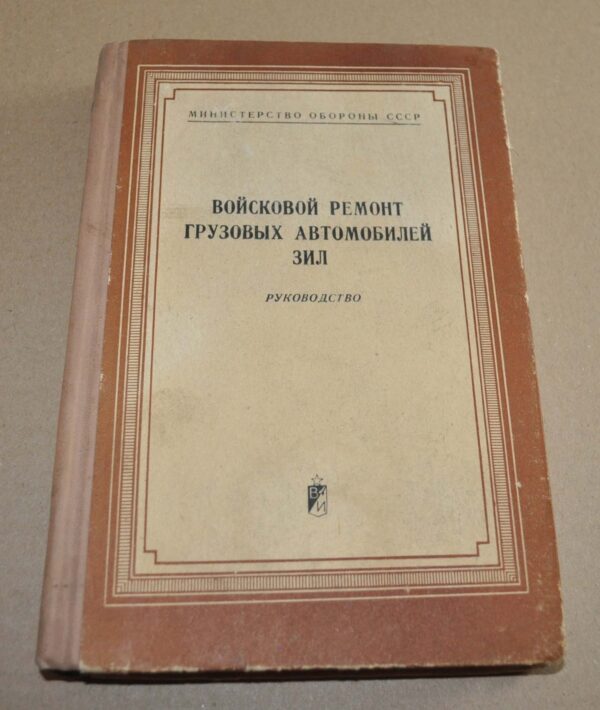 МИНИСТЕРСТВО ОБОРОНЫ СССР
ВОЙСКОВОЙ РЕМОНТ
ГРУЗОВЫХ АВТОМОБИЛЕЙ
ЗИЛ
РУКОВОДСТВО
В
И